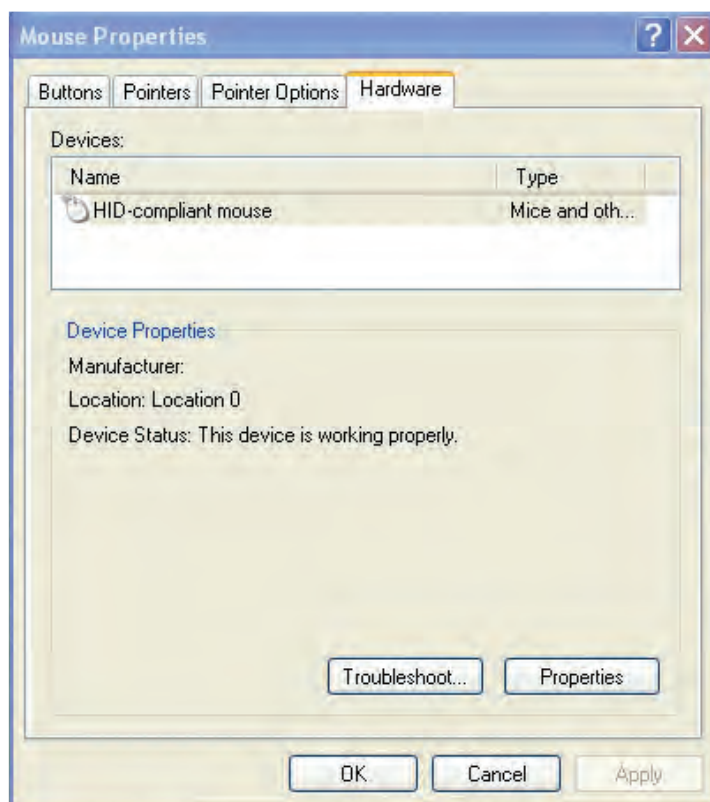 Mouse Properties
Buttons Pointers Pointer Options Hardware
Devices:
Name Type
HID-compliant mouse Mice and oth...
Device Properties
Manufacturer:
Location: Location 0
Device Status: This device is working properly.
Troubleshoot... Properties
OK Cancel Apply